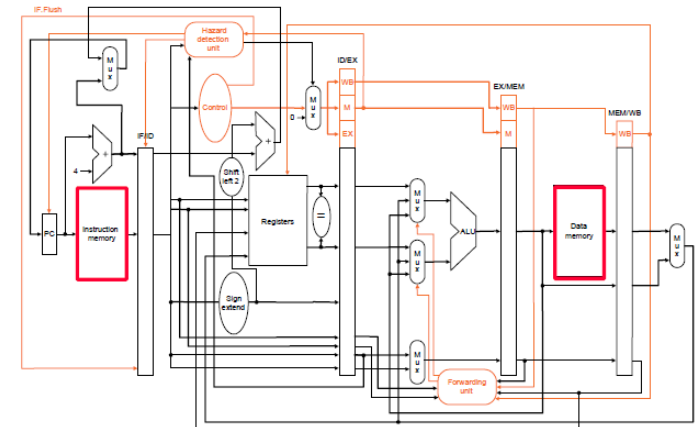 IF.Flush
Hazard
detection
unit
M
u
x
ID/EX
WB
EX/MEM
Control
M
u
x
0
M
WB
MEM/WB
IF/ID
EX
M
WB
+
+
4
Shift
left 2
PC
Instruction
memory
Registers
=
M
u
x
ALU
Data
memory
M
u
x
M
u
x
Sign
extend
M
u
x
Forwarding
unit